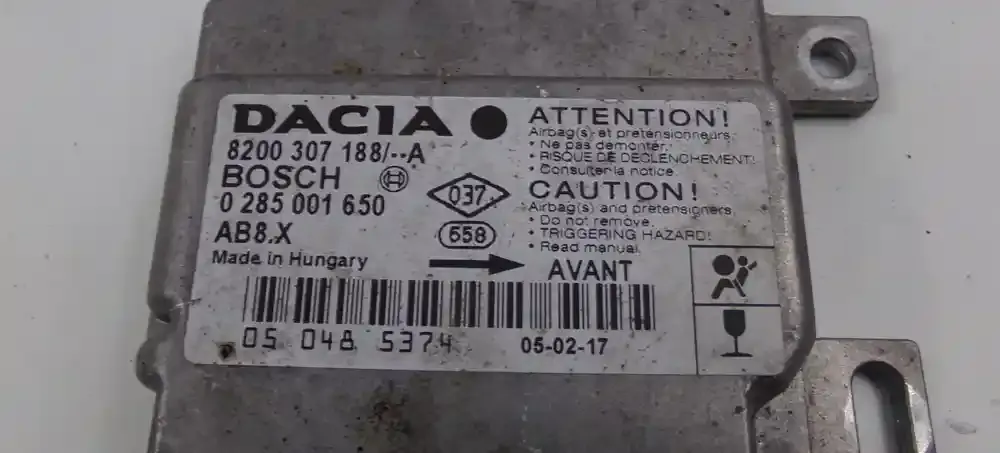 DACIA
8200 307 188/--A
BOSCH
0 285 001 650
AB8.X
Made in Hungary
037
658
AVANT
ATTENTION!
Airbag(s) et pretensionneurs.
• Ne pas demonter.
• RISQUE DE DECLENCHEMENT!
• Consulter la notice.
CAUTION!
Airbag(s) and pretensioners.
• Do not remove.
• TRIGGERING HAZARD!
• Read manual.
05 048 5374
05-02-17